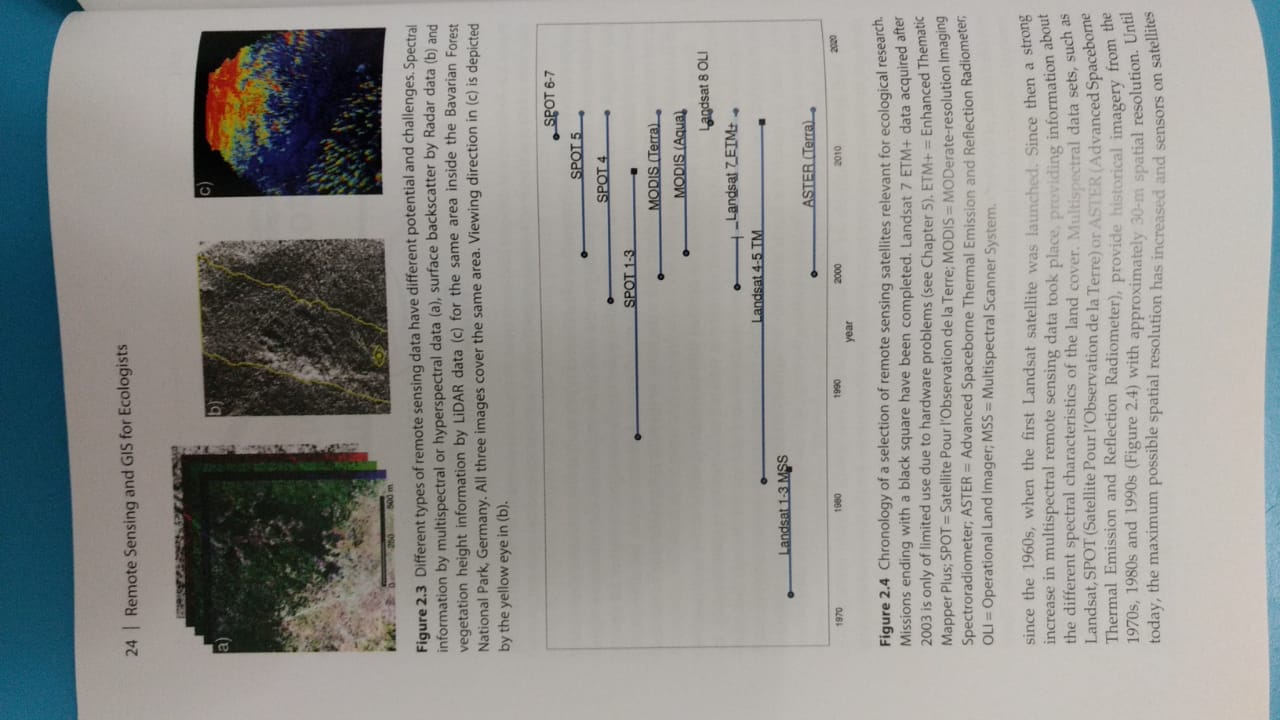 24 | Remote Sensing and GIS for Ecologists
a)
0 250 500 m
b)
c)
Figure 2.3 Different types of remote sensing data have different potential and challenges. Spectral
information by multispectral or hyperspectral data (a), surface backscatter by Radar data (b) and
vegetation height information by LiDAR data (c) for the same area inside the Bavarian Forest
National Park, Germany. All three images cover the same area. Viewing direction in (c) is depicted
by the yellow eye in (b).
SPOT 6-7
SPOT 5
SPOT 4
SPOT 1-3
MODIS (Terra)
MODIS (Aqua)
Landsat 8 OLI
Landsat 7 ETM+
Landsat 4-5 TM
Landsat 1-3 MSS
ASTER (Terra)
1970 1980 1990 2000 2010 2020
year
Figure 2.4 Chronology of a selection of remote sensing satellites relevant for ecological research.
Missions ending with a black square have been completed. Landsat 7 ETM+ data acquired after
2003 is only of limited use due to hardware problems (see Chapter 5). ETM+ = Enhanced Thematic
Mapper Plus; SPOT = Satellite Pour l'Observation de la Terre; MODIS = MODerate-resolution Imaging
Spectroradiometer; ASTER = Advanced Spaceborne Thermal Emission and Reflection Radiometer;
OLI = Operational Land Imager; MSS = Multispectral Scanner System.
since the 1960s, when the first Landsat satellite was launched. Since then a strong
increase in multispectral remote sensing data took place, providing information about
the different spectral characteristics of the land cover. Multispectral data sets, such as
Landsat, SPOT (Satellite Pour l'Observation de la Terre) or ASTER (Advanced Spaceborne
Thermal Emission and Reflection Radiometer), provide historical imagery from the
1970s, 1980s and 1990s (Figure 2.4) with approximately 30-m spatial resolution. Until
today, the maximum possible spatial resolution has increased and sensors on satellites